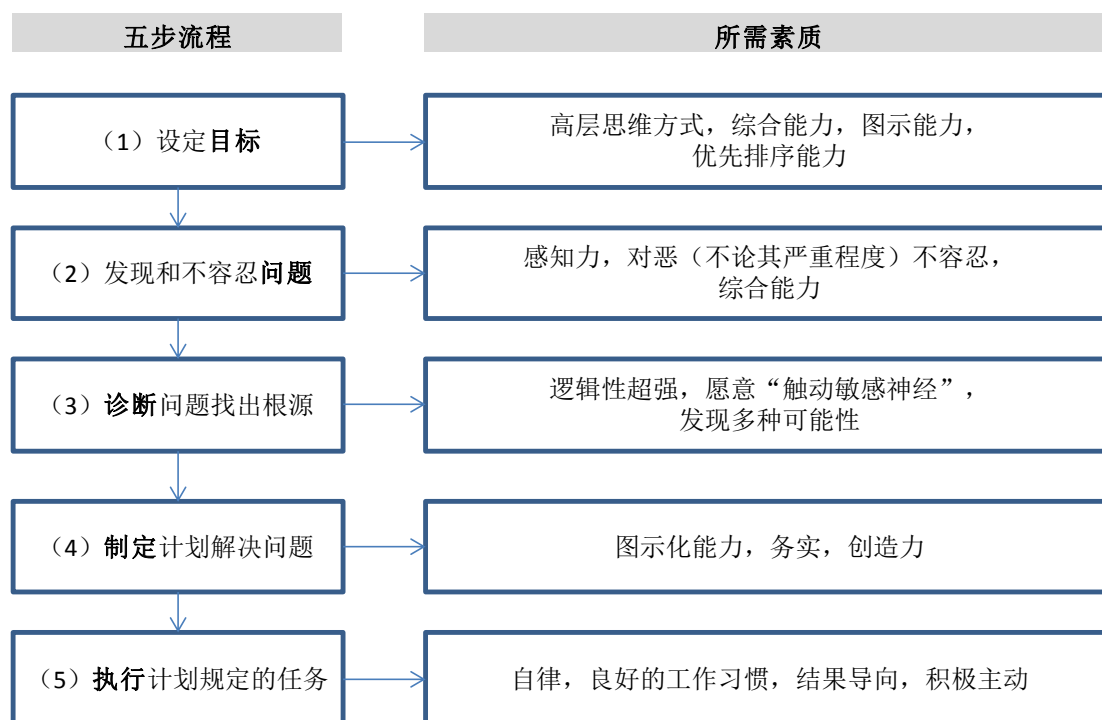 五步流程
所需素质
（1）设定目标
高层思维方式，综合能力，图示能力，
优先排序能力
（2）发现和不容忍问题
感知力，对恶（不论其严重程度）不容忍，
综合能力
（3）诊断问题找出根源
逻辑性超强，愿意“触动敏感神经”，
发现多种可能性
（4）制定计划解决问题
图示化能力，务实，创造力
（5）执行计划规定的任务
自律，良好的工作习惯，结果导向，积极主动